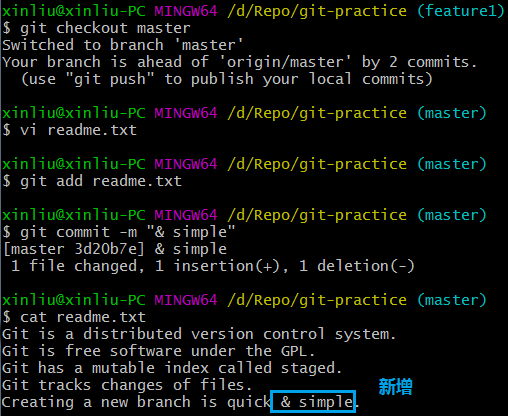 xinliu@xinliu-PC MINGW64 /d/Repo/git-practice (feature1)
$ git checkout master
Switched to branch 'master'
Your branch is ahead of 'origin/master' by 2 commits.
  (use "git push" to publish your local commits)
xinliu@xinliu-PC MINGW64 /d/Repo/git-practice (master)
$ vi readme.txt
xinliu@xinliu-PC MINGW64 /d/Repo/git-practice (master)
$ git add readme.txt
xinliu@xinliu-PC MINGW64 /d/Repo/git-practice (master)
$ git commit -m "& simple"
[master 3d20b7e] & simple
 1 file changed, 1 insertion(+), 1 deletion(-)
xinliu@xinliu-PC MINGW64 /d/Repo/git-practice (master)
$ cat readme.txt
Git is a distributed version control system.
Git is free software under the GPL.
Git has a mutable index called staged.
Git tracks changes of files.
新增
Creating a new branch is quick & simple.